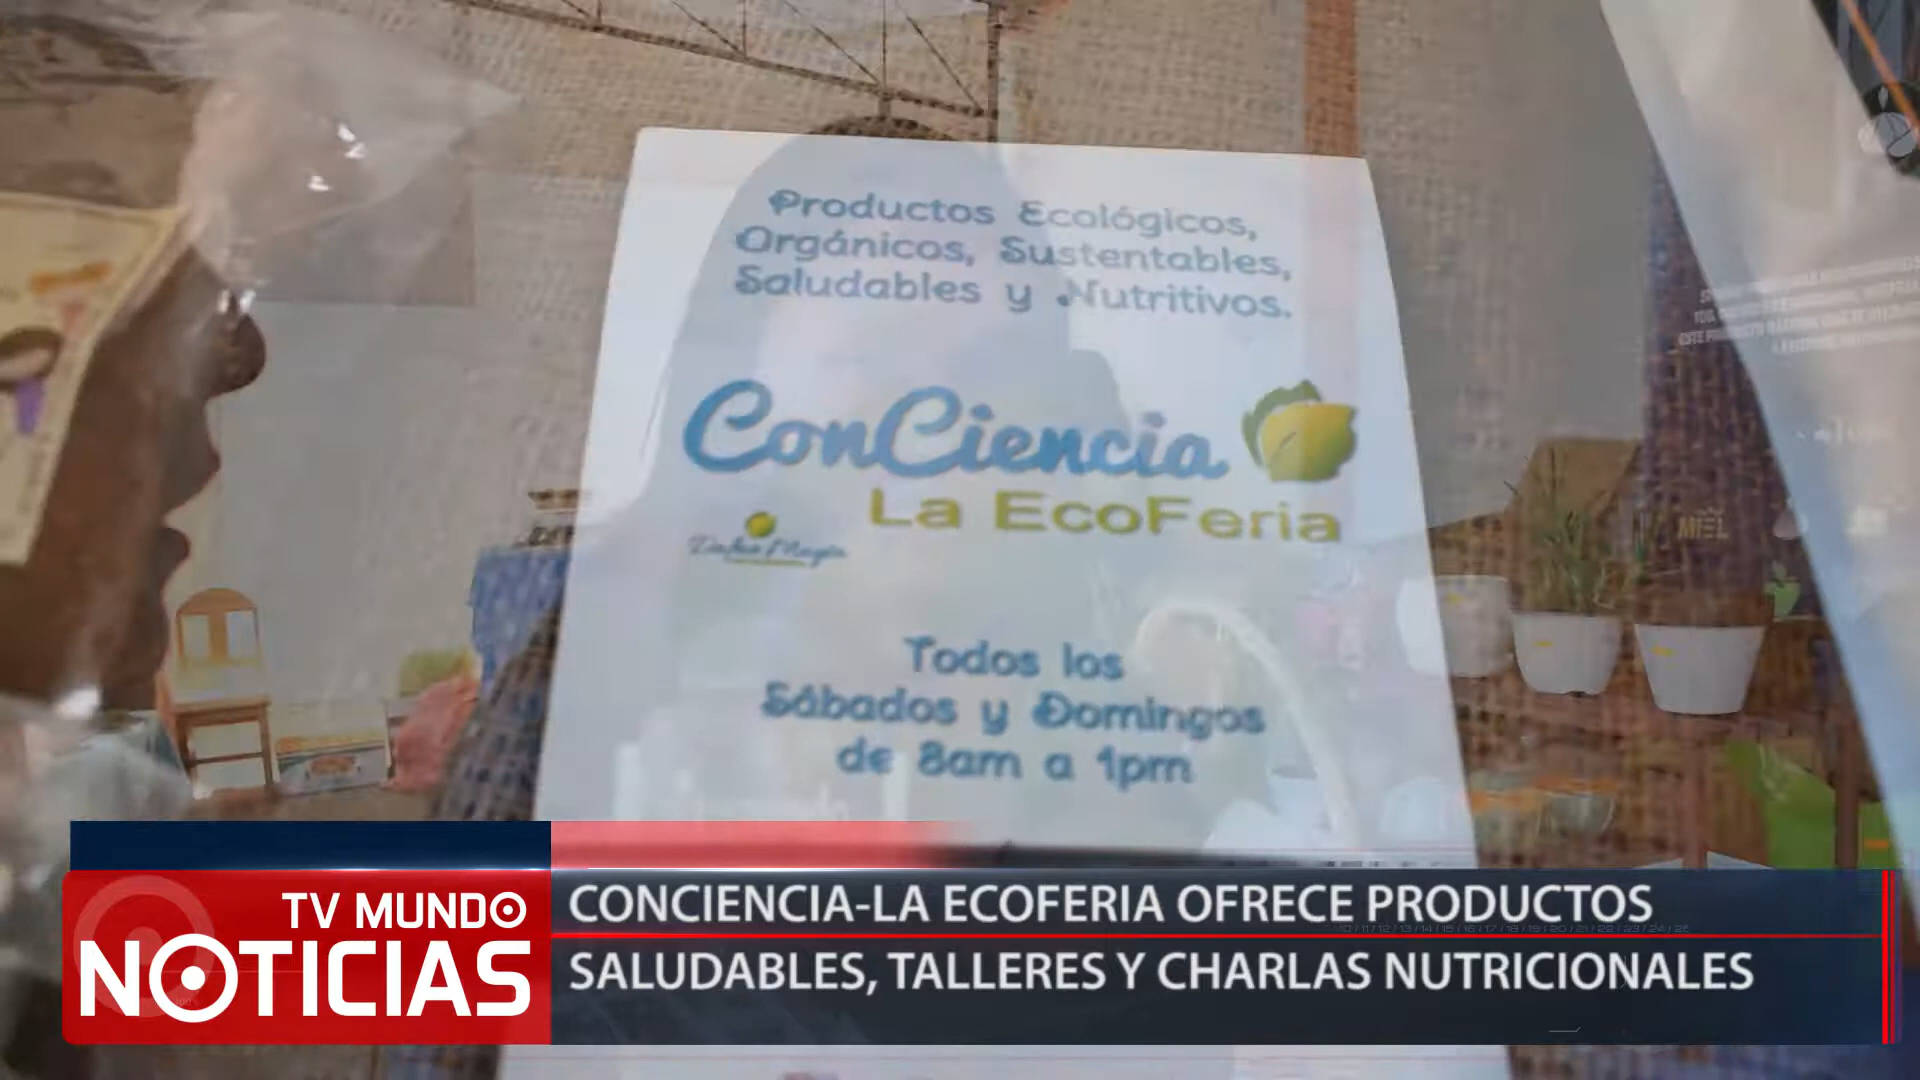 Productos Ecológicos,
Orgánicos, Sustentables,
Saludables y Nutritivos.
ConCiencia
La EcoFeria
Todos los
Sábados y Domingos
de 8am a 1pm
MIEL
TV MUNDO
NOTICIAS
CONCIENCIA-LA ECOFERIA OFRECE PRODUCTOS
SALUDABLES, TALLERES Y CHARLAS NUTRICIONALES